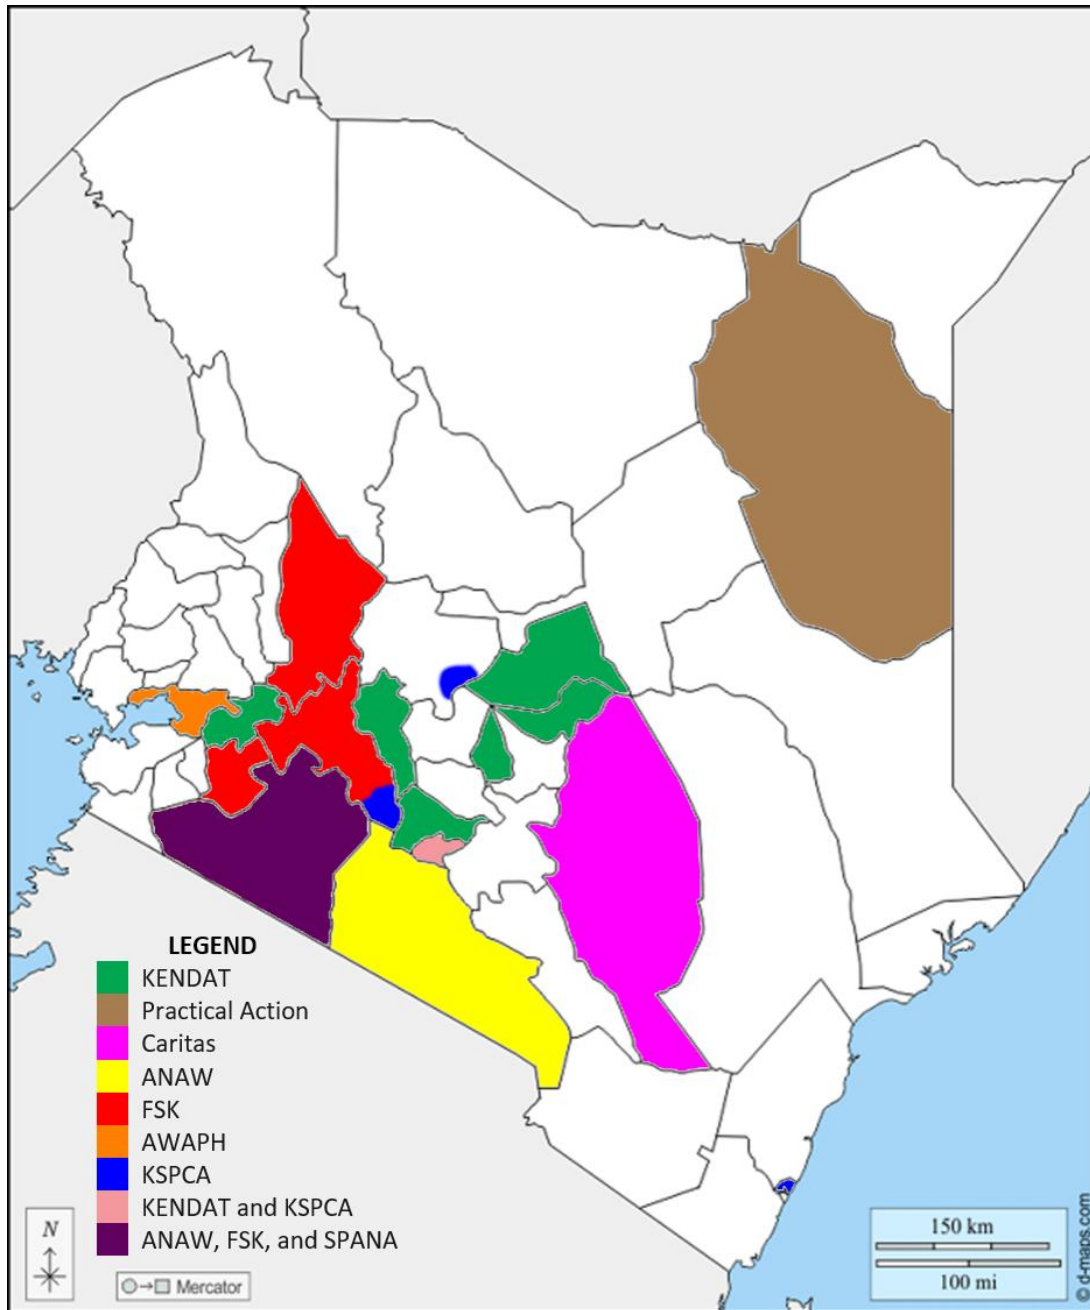 LEGEND
KENDAT
Practical Action
Caritas
ANAW
FSK
AWAPH
KSPCA
KENDAT and KSPCA
ANAW, FSK, and SPANA
N
Mercator
150 km
100 mi
© d-maps.com